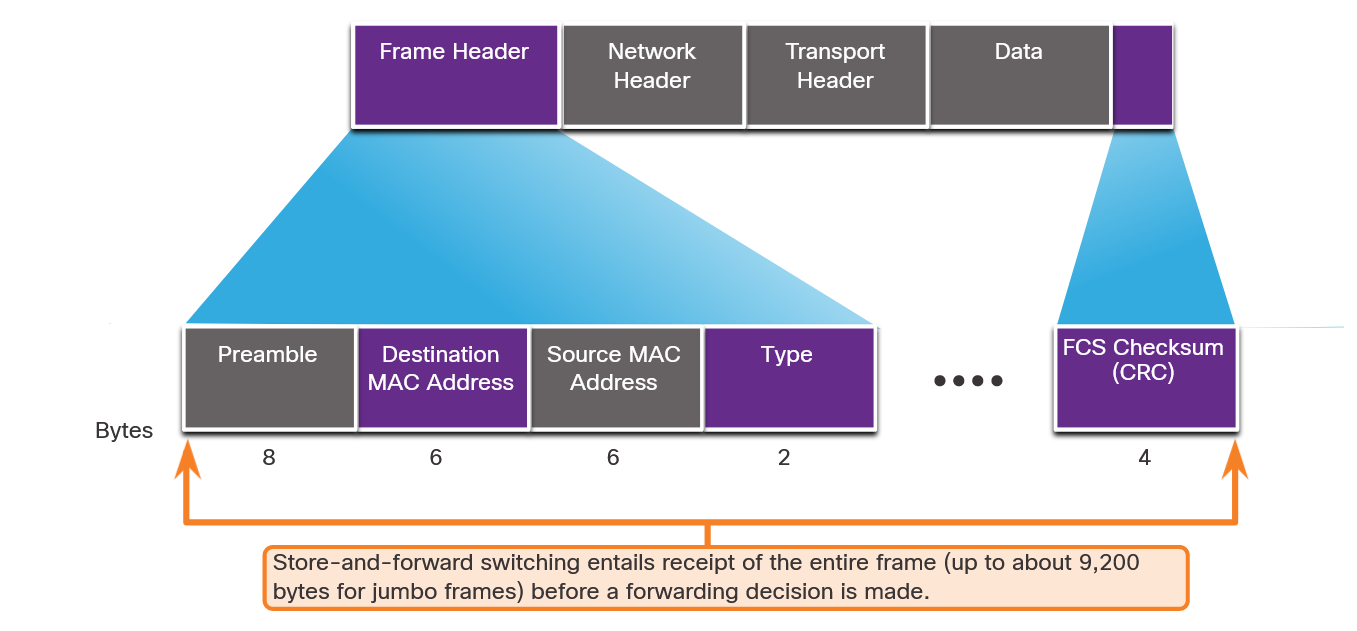 Frame Header
Network
Header
Transport
Header
Data
Preamble
Destination
MAC Address
Source MAC
Address
Type
FCS Checksum
(CRC)
Bytes
8
6
6
2
4
Store-and-forward switching entails receipt of the entire frame (up to about 9,200
bytes for jumbo frames) before a forwarding decision is made.